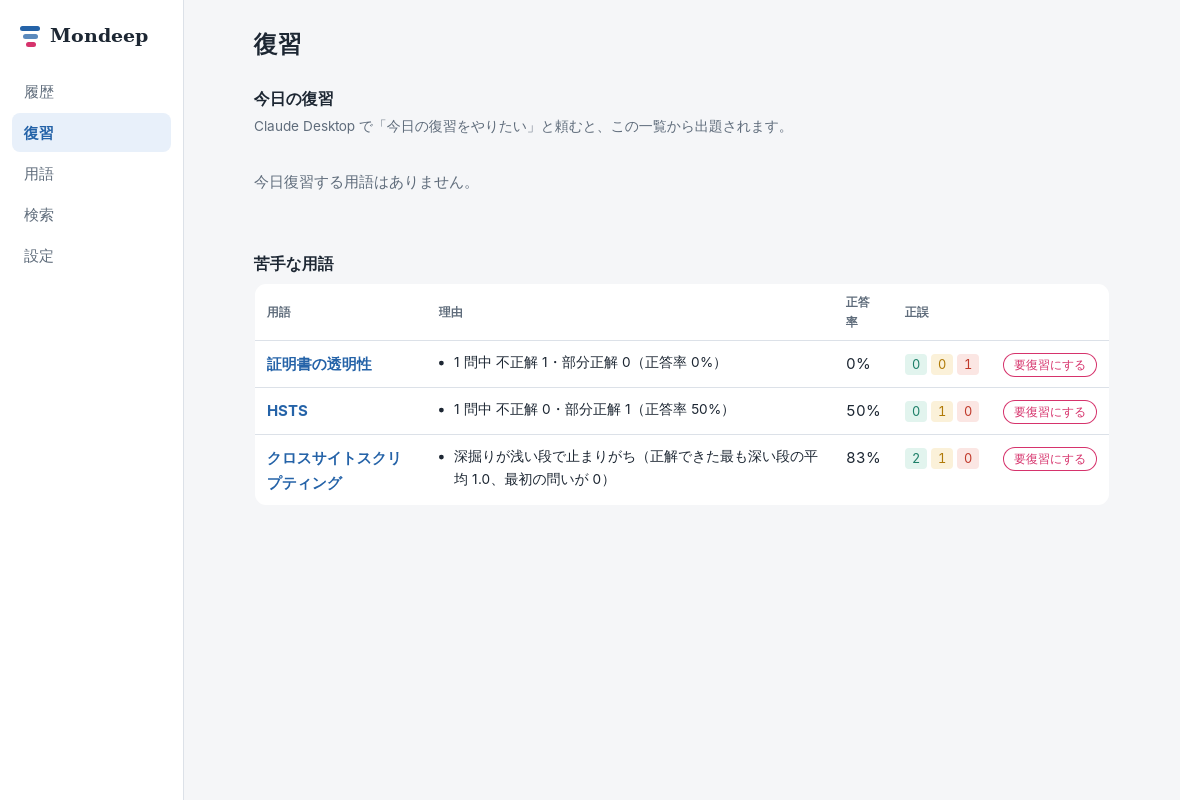 Mondeep
履歴
復習
用語
検索
設定
復習
今日の復習
Claude Desktop で「今日の復習をやりたい」と頼むと、この一覧から出題されます。
今日復習する用語はありません。
苦手な用語
用語 理由 正答率 正誤
証明書の透明性 • 1 問中 不正解 1・部分正解 0（正答率 0%） 0% 0 0 1 要復習にする
HSTS • 1 問中 不正解 0・部分正解 1（正答率 50%） 50% 0 1 0 要復習にする
クロスサイトスクリ • 深掘りが浅い段で止まりがち（正解できた最も深い段の平 83% 2 1 0 要復習にする
プティング 均 1.0、最初の問いが 0）